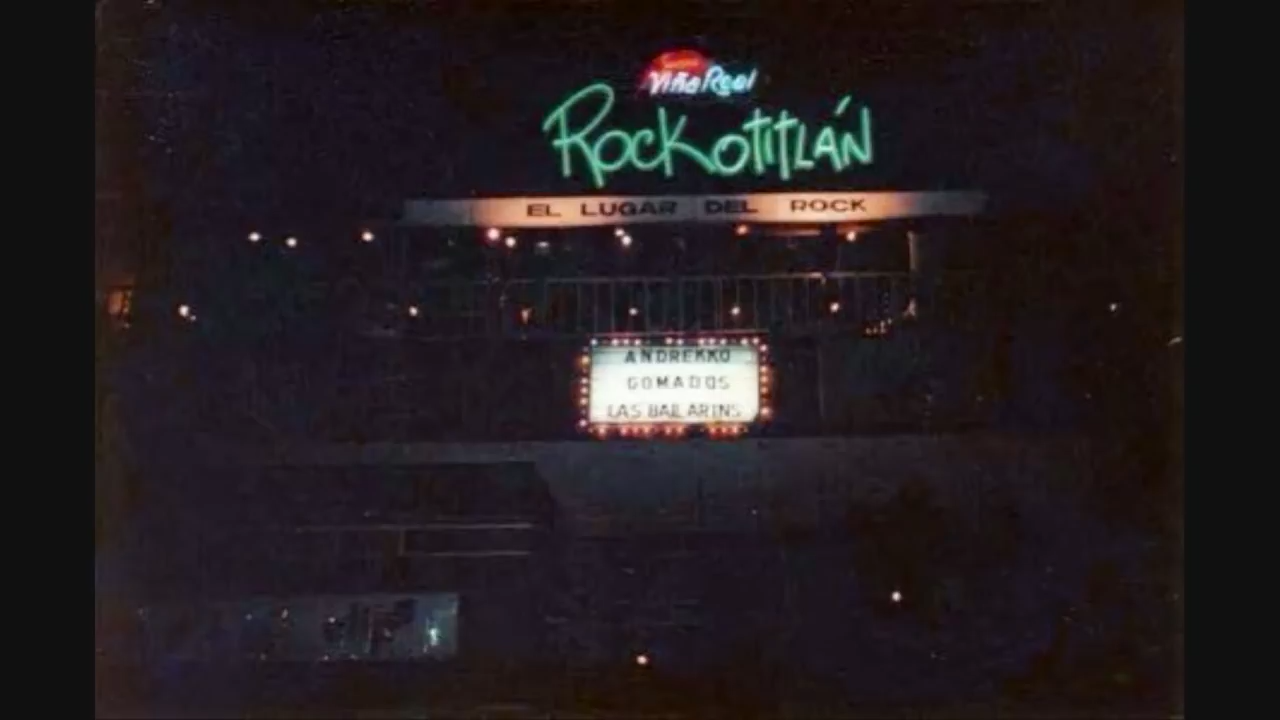 Viña Real
Rockotitlán
EL LUGAR DEL ROCK
ANDREKKO
GOMADOS
LAS BAILARINS